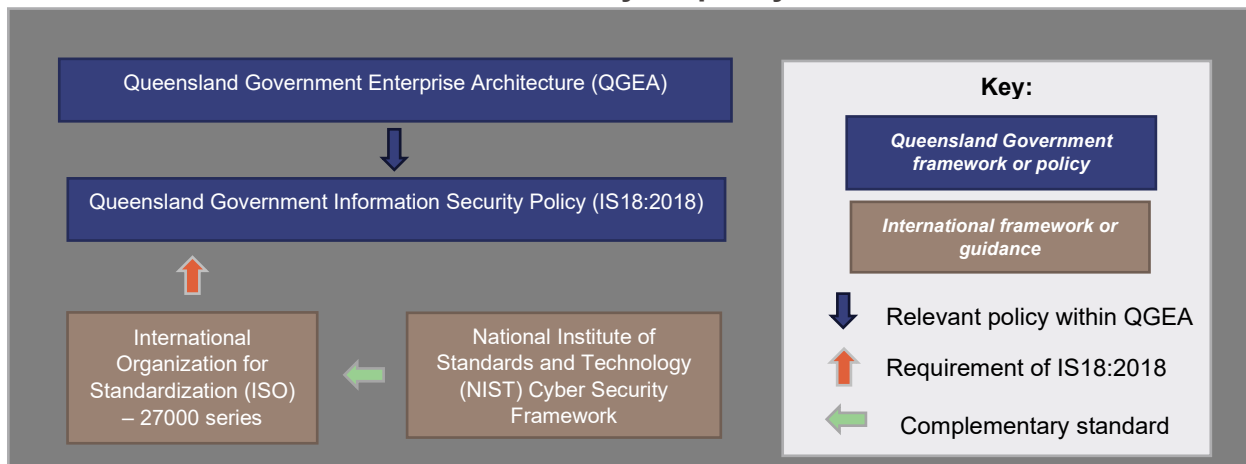 Queensland Government Enterprise Architecture (QGEA)
Queensland Government Information Security Policy (IS18:2018)
International
Organization for
Standardization (ISO)
– 27000 series
National Institute of
Standards and Technology
(NIST) Cyber Security
Framework
Key:
Queensland Government
framework or policy
International framework or
guidance
Relevant policy within QGEA
Requirement of IS18:2018
Complementary standard